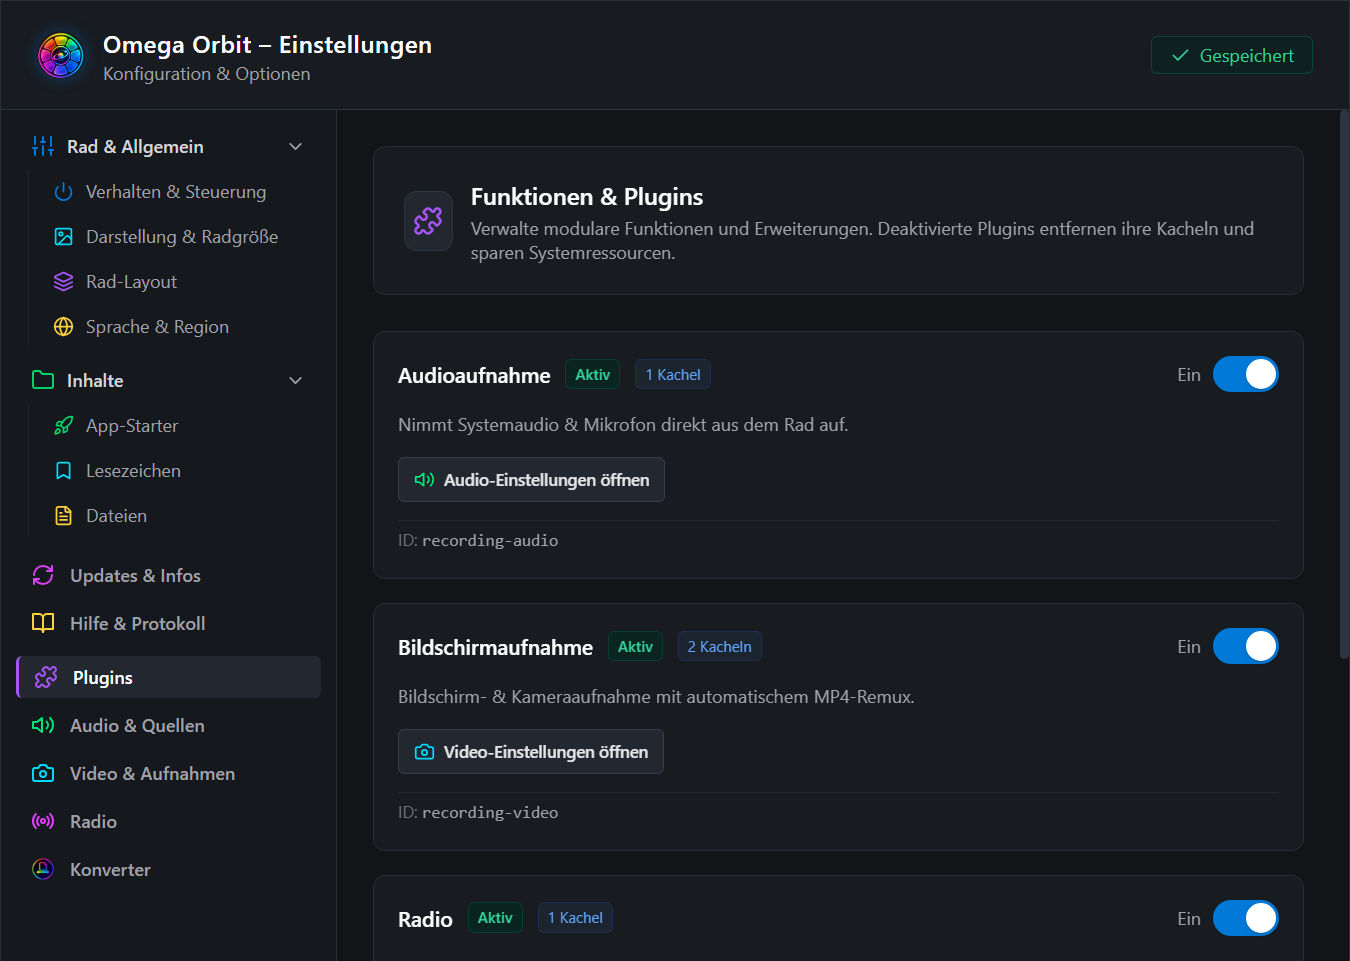 Omega Orbit – Einstellungen
Konfiguration & Optionen
Gespeichert
Rad & Allgemein
Verhalten & Steuerung
Darstellung & Radgröße
Rad-Layout
Sprache & Region
Inhalte
App-Starter
Lesezeichen
Dateien
Updates & Infos
Hilfe & Protokoll
Plugins
Audio & Quellen
Video & Aufnahmen
Radio
Konverter
Funktionen & Plugins
Verwalte modulare Funktionen und Erweiterungen. Deaktivierte Plugins entfernen ihre Kacheln und
sparen Systemressourcen.
Audioaufnahme Aktiv 1 Kachel Ein
Nimmt Systemaudio & Mikrofon direkt aus dem Rad auf.
Audio-Einstellungen öffnen
ID: recording-audio
Bildschirmaufnahme Aktiv 2 Kacheln Ein
Bildschirm- & Kameraaufnahme mit automatischem MP4-Remux.
Video-Einstellungen öffnen
ID: recording-video
Radio Aktiv 1 Kachel Ein